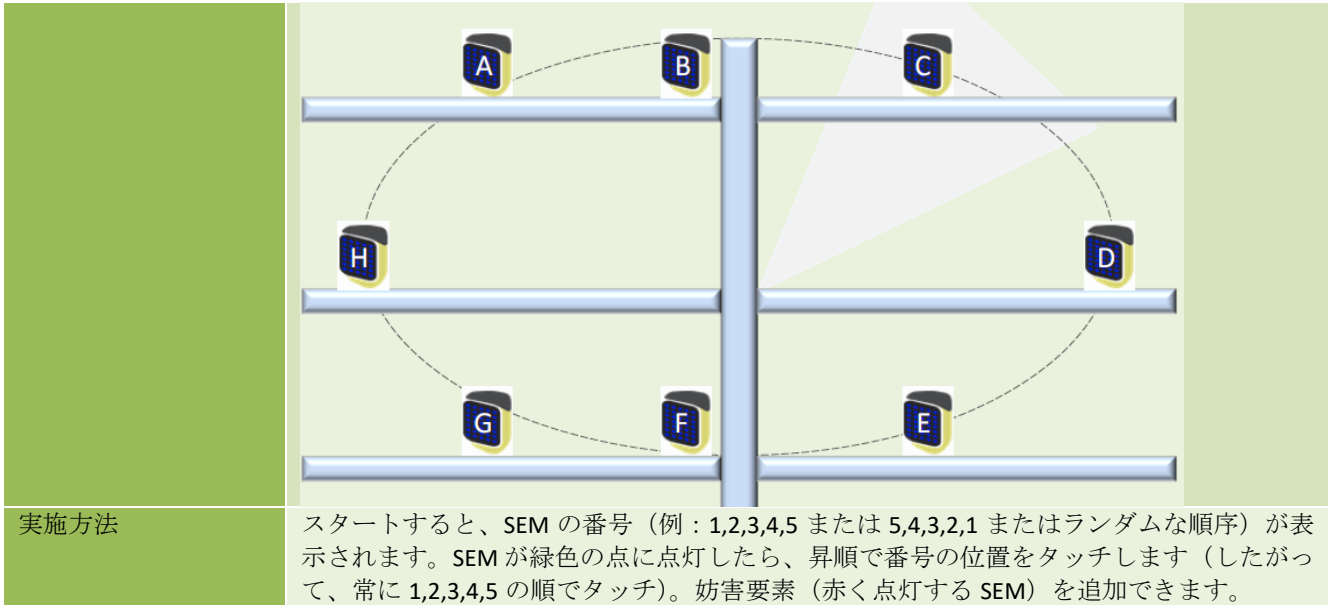 A B C
H D
G F E
実施方法
スタートすると、SEM の番号（例：1,2,3,4,5 または 5,4,3,2,1 またはランダムな順序）が表
示されます。SEM が緑色の点に点灯したら、昇順で番号の位置をタッチします（したがっ
て、常に 1,2,3,4,5 の順でタッチ）。妨害要素（赤く点灯する SEM）を追加できます。